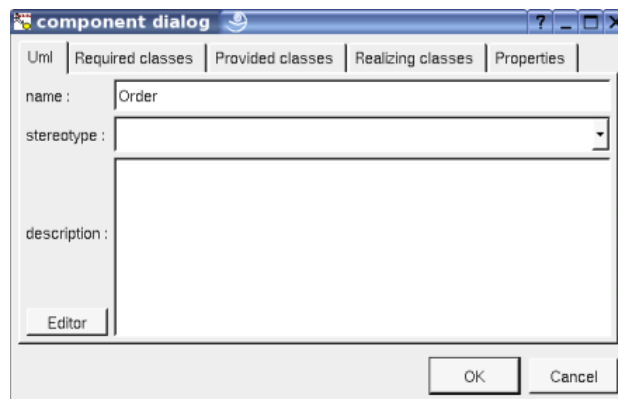 component dialog
Uml Required classes Provided classes Realizing classes Properties
name : Order
stereotype :
description :
Editor
OK Cancel